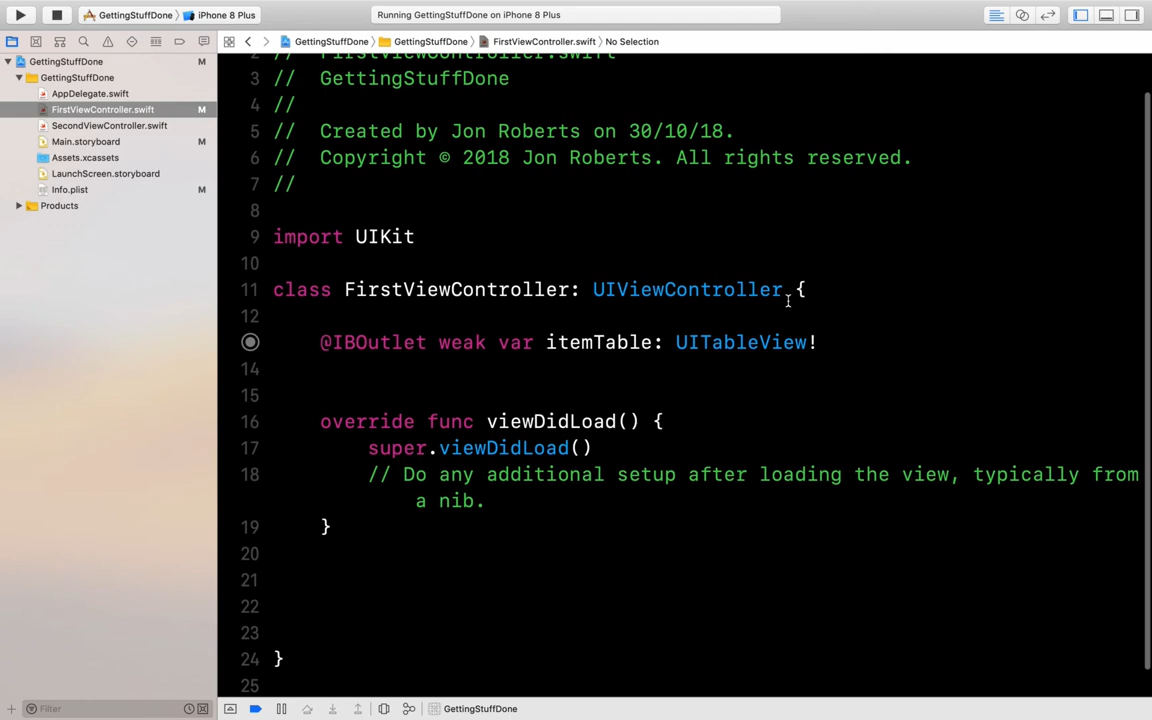 GettingStuffDone iPhone 8 Plus Running GettingStuffDone on iPhone 8 Plus
GettingStuffDone GettingStuffDone FirstViewController.swift No Selection
GettingStuffDone M
GettingStuffDone
AppDelegate.swift
FirstViewController.swift M
SecondViewController.swift
Main.storyboard M
Assets.xcassets
LaunchScreen.storyboard
Info.plist M
Products
Filter
2 // FirstViewController.swift
3 // GettingStuffDone
4 //
5 // Created by Jon Roberts on 30/10/18.
6 // Copyright © 2018 Jon Roberts. All rights reserved.
7 //
8
9 import UIKit
10
11 class FirstViewController: UIViewController {
12
@IBOutlet weak var itemTable: UITableView!
14
15
16 override func viewDidLoad() {
17 super.viewDidLoad()
18 // Do any additional setup after loading the view, typically from
a nib.
19 }
20
21
22
23
24 }
25
GettingStuffDone